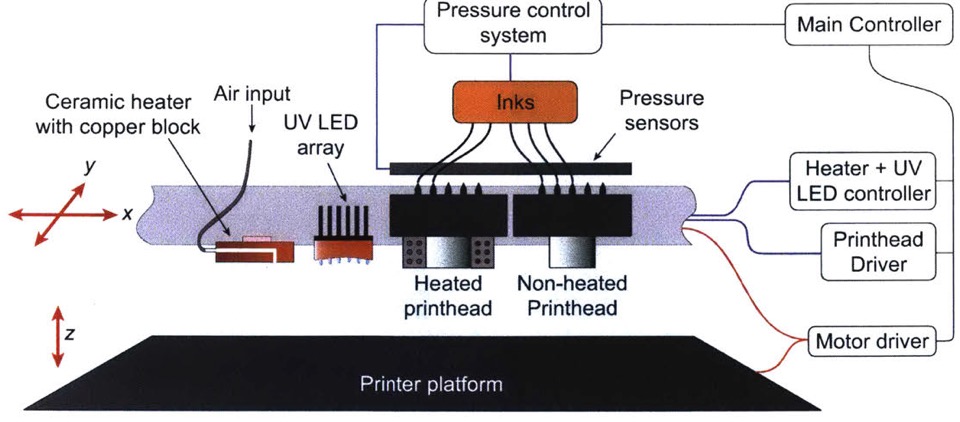 Pressure control
system
Main Controller
Inks
Pressure
sensors
Air input
Ceramic heater
with copper block
UV LED
array
y
x
Heater + UV
LED controller
Printhead
Driver
Heated
printhead
Non-heated
Printhead
z
Motor driver
Printer platform